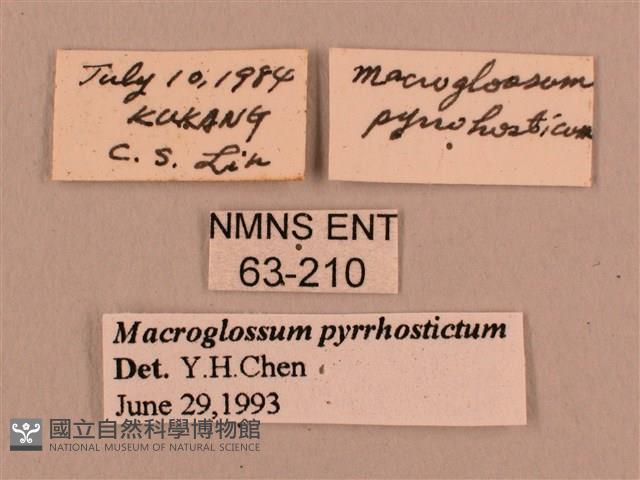 July 10, 1984
KUKANG
C. S. Lin
macroglossum
pyrrohosticum
NMNS ENT
63-210
Macroglossum pyrrhostictum
Det. Y.H.Chen
June 29,1993
國立自然科學博物館
NATIONAL MUSEUM OF NATURAL SCIENCE